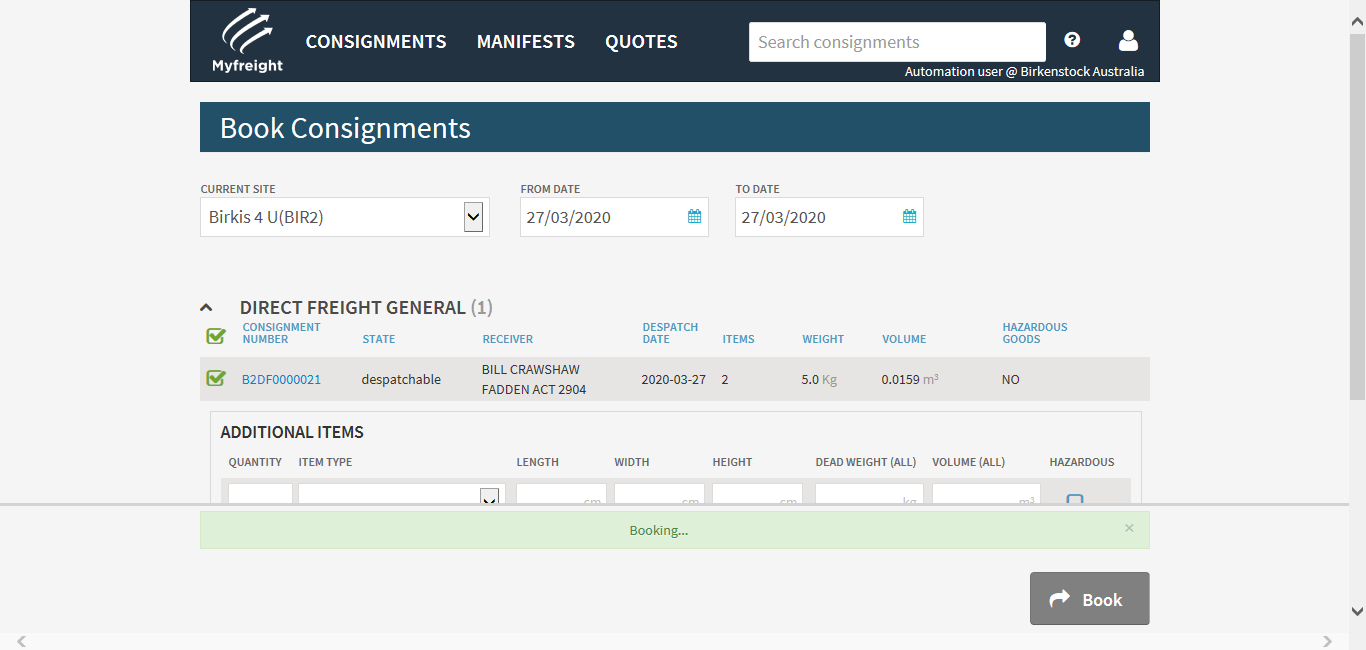 Myfreight
CONSIGNMENTS MANIFESTS QUOTES
Search consignments
Automation user @ Birkenstock Australia
Book Consignments
CURRENT SITE FROM DATE TO DATE
Birkis 4 U(BIR2) 27/03/2020 27/03/2020
DIRECT FREIGHT GENERAL (1)
CONSIGNMENT NUMBER STATE RECEIVER DESPATCH DATE ITEMS WEIGHT VOLUME HAZARDOUS GOODS
B2DF0000021 despatchable BILL CRAWSHAW FADDEN ACT 2904 2020-03-27 2 5.0 Kg 0.0159 m³ NO
ADDITIONAL ITEMS
QUANTITY ITEM TYPE LENGTH WIDTH HEIGHT DEAD WEIGHT (ALL) VOLUME (ALL) HAZARDOUS
cm cm cm kg m³
Booking... ×
Book